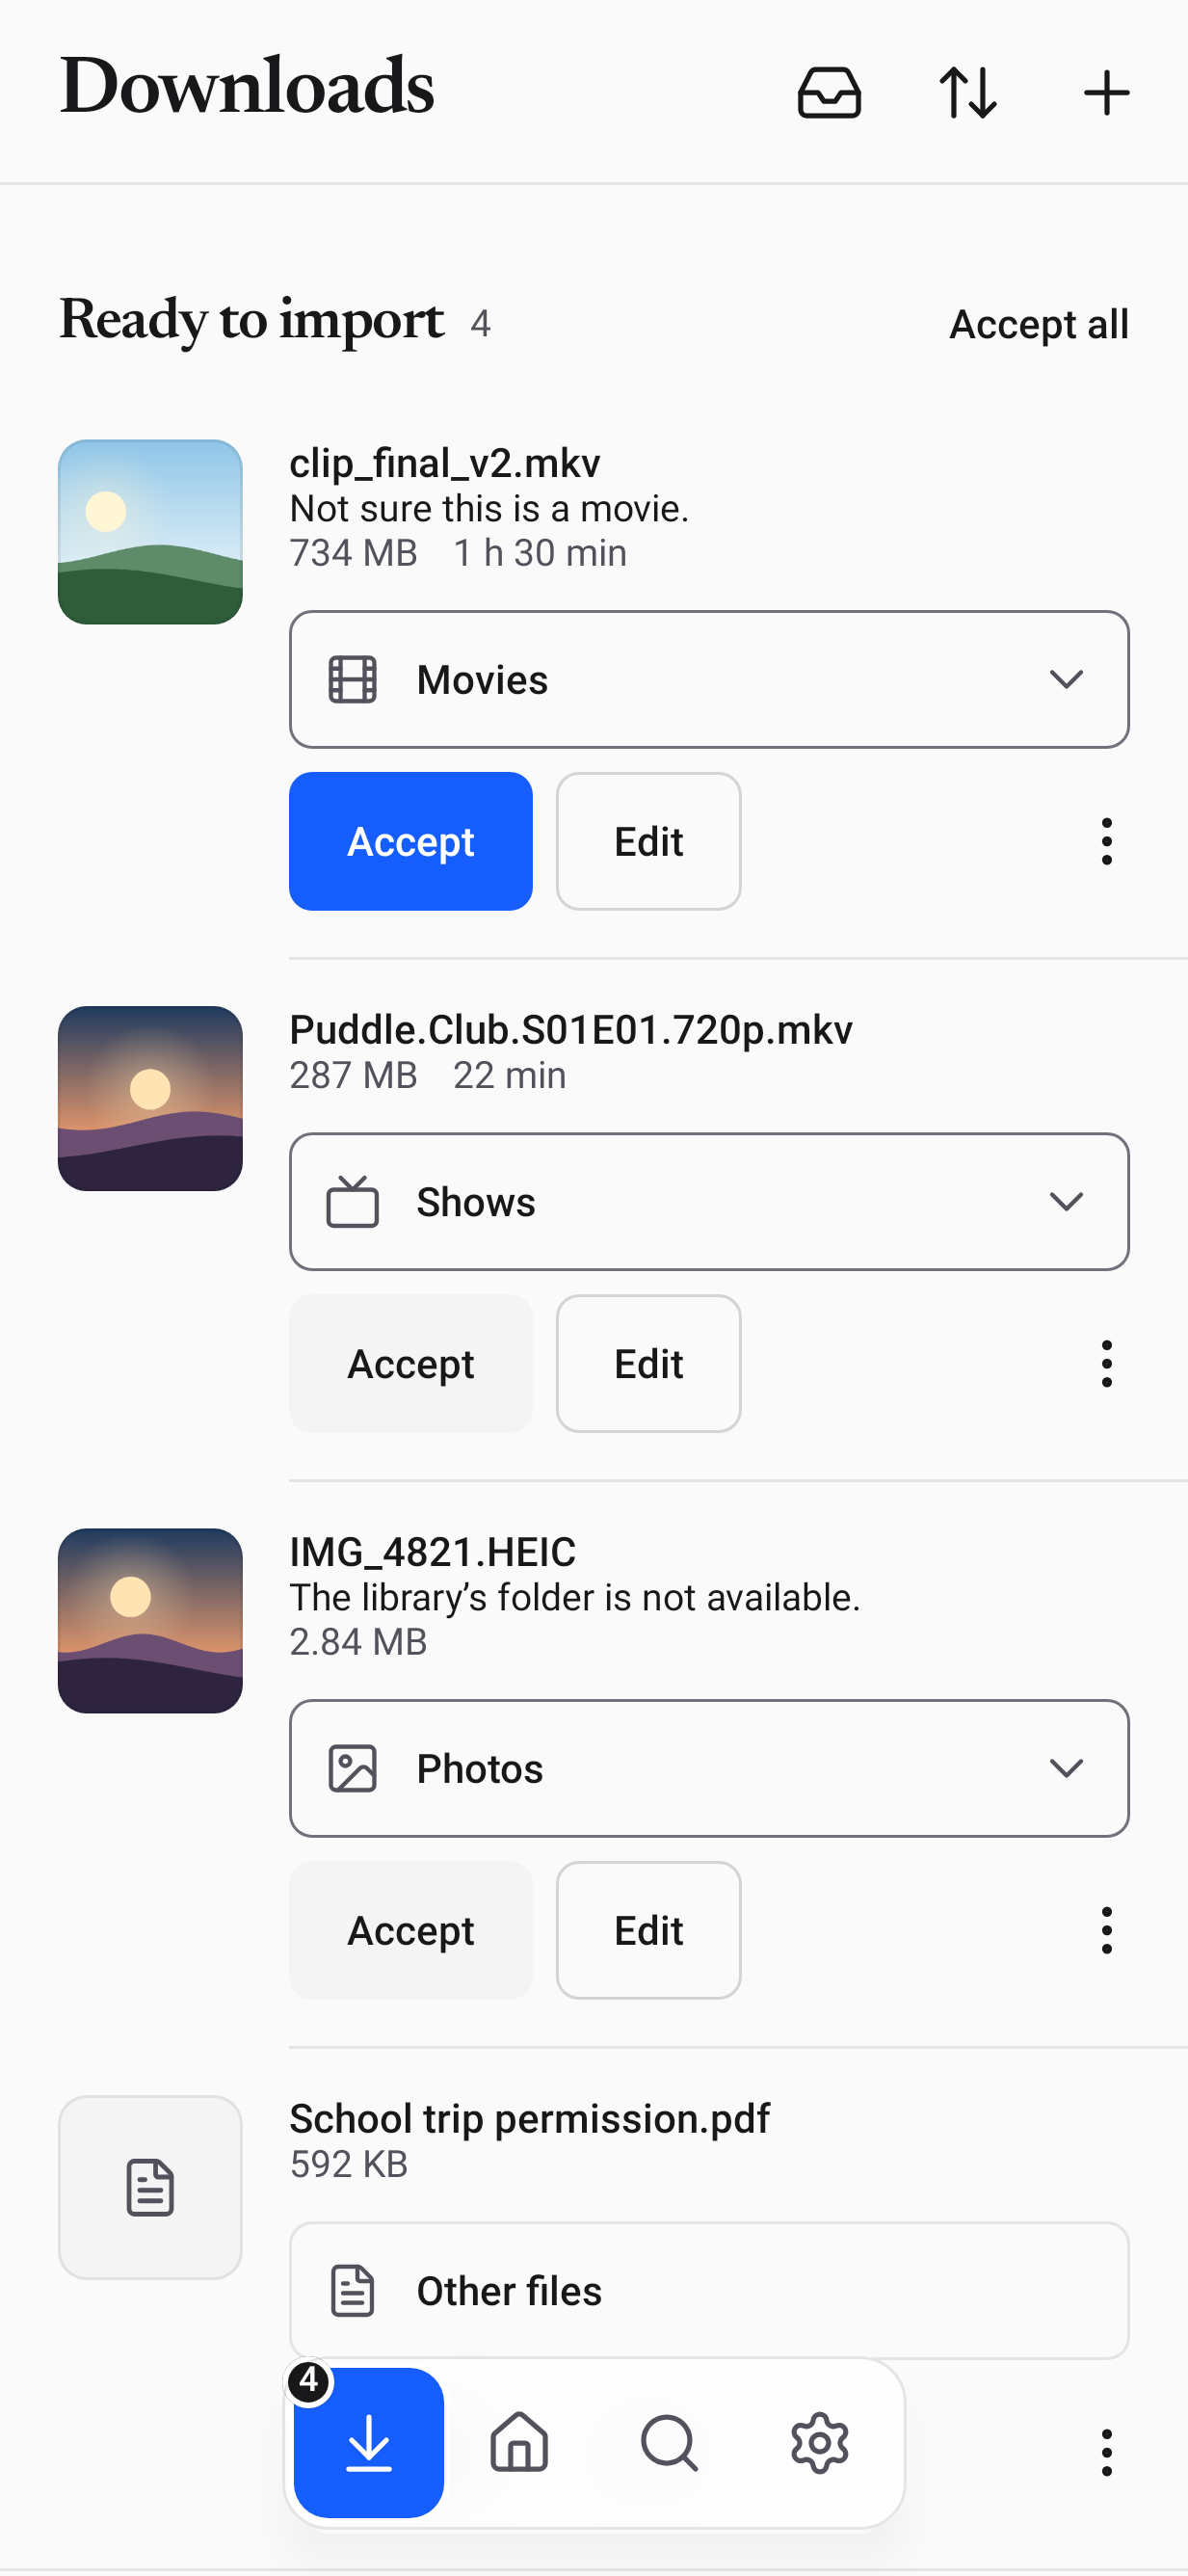 Downloads
Ready to import 4 Accept all
clip_final_v2.mkv
Not sure this is a movie.
734 MB 1 h 30 min
Movies
Accept Edit
Puddle.Club.S01E01.720p.mkv
287 MB 22 min
Shows
Accept Edit
IMG_4821.HEIC
The library’s folder is not available.
2.84 MB
Photos
Accept Edit
School trip permission.pdf
592 KB
Other files
4